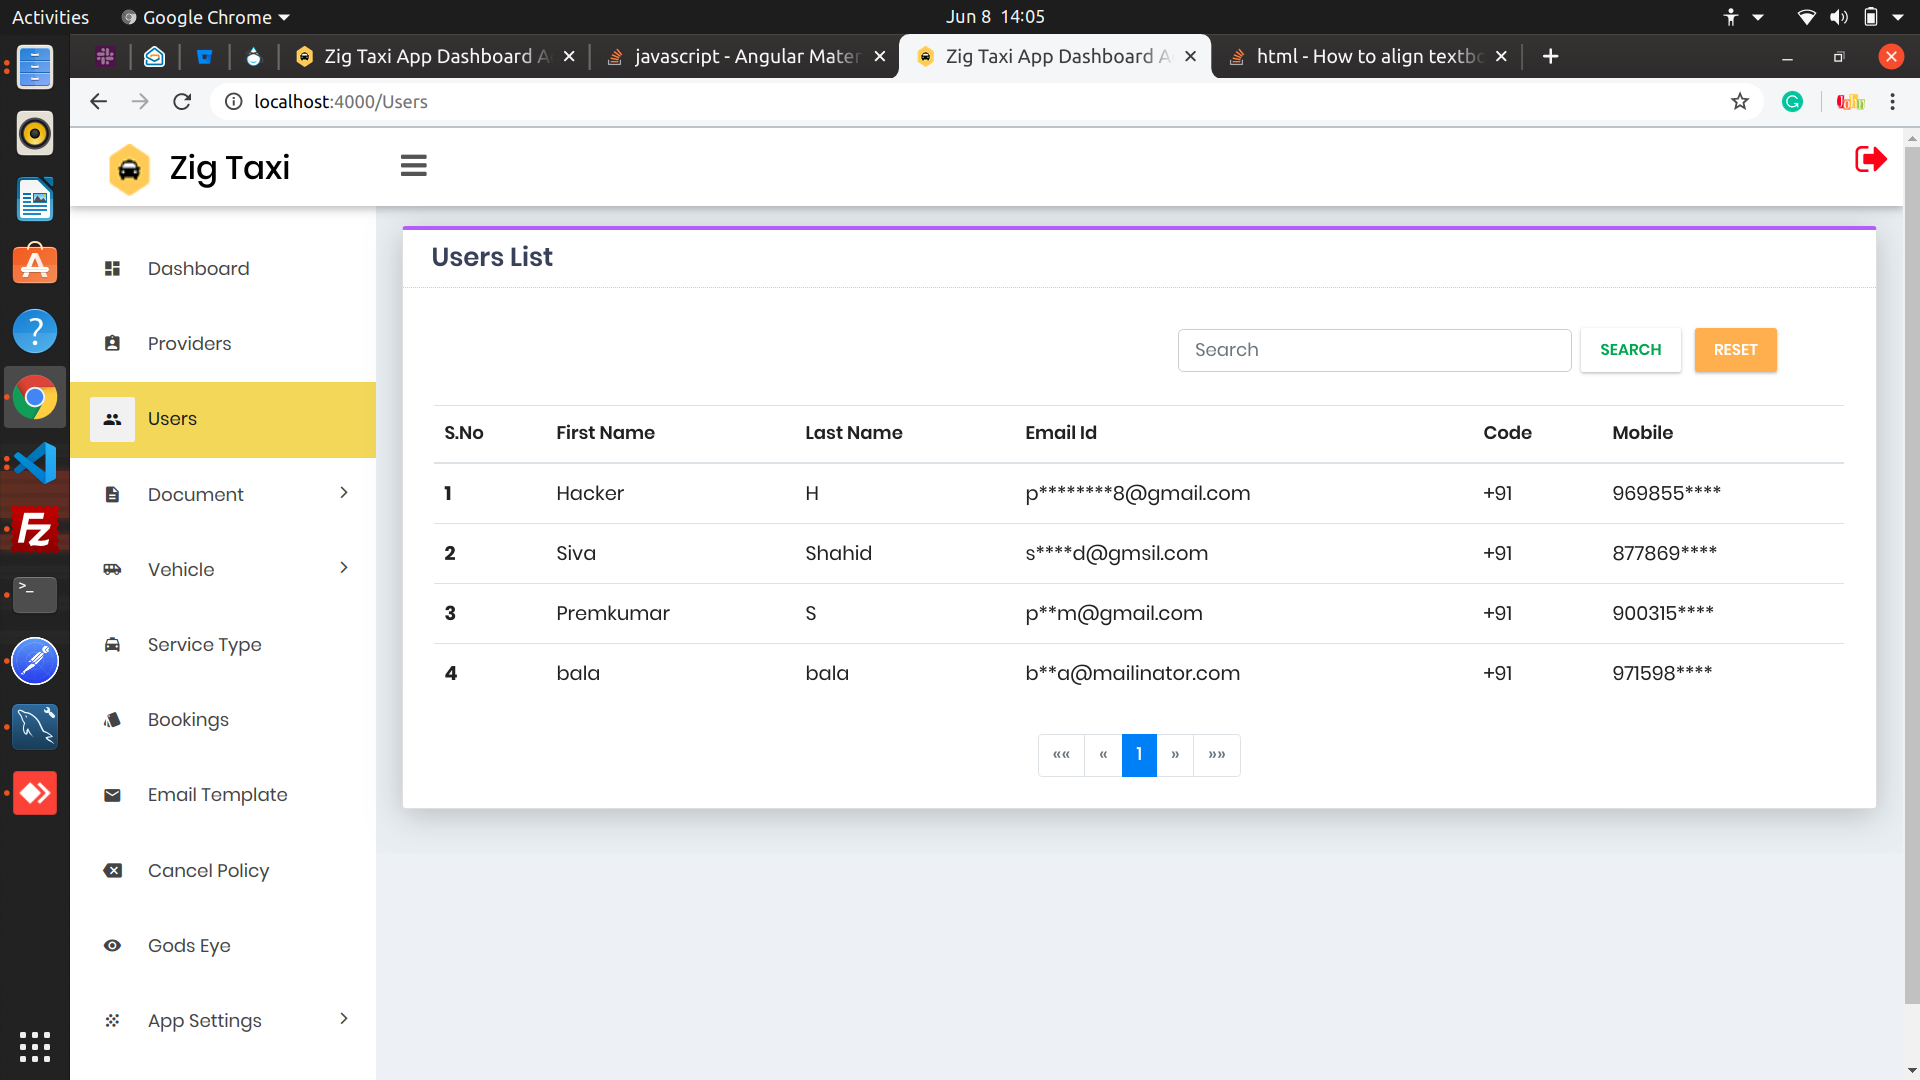 Activities
Google Chrome
Jun 8 14:05
Zig Taxi App Dashboard A
javascript - Angular Mater
Zig Taxi App Dashboard A
html - How to align textbo
localhost:4000/Users
John
Zig Taxi
Dashboard
Providers
Users
Document
Vehicle
Service Type
Bookings
Email Template
Cancel Policy
Gods Eye
App Settings
Users List
Search
SEARCH
RESET
S.No First Name Last Name Email Id Code Mobile
1 Hacker H p********8@gmail.com +91 969855****
2 Siva Shahid s****d@gmsil.com +91 877869****
3 Premkumar S p**m@gmail.com +91 900315****
4 bala bala b**a@mailinator.com +91 971598****
«« « 1 » »»